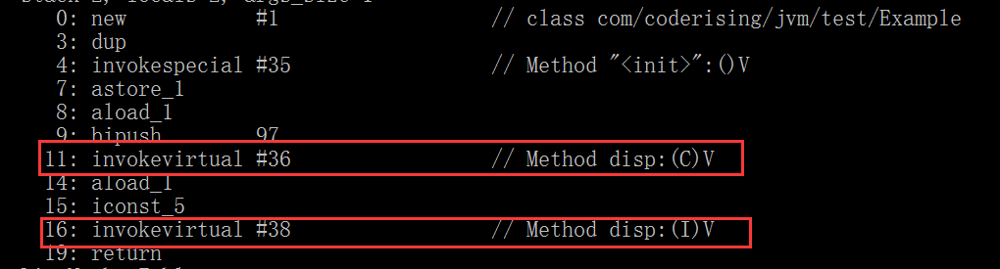 0: new #1 // class com/coderising/jvm/test/Example
3: dup
4: invokespecial #35 // Method "<init>":()V
7: astore_1
8: aload_1
9: bipush 97
11: invokevirtual #36 // Method disp:(C)V
14: aload_1
15: iconst_5
16: invokevirtual #38 // Method disp:(I)V
19: return